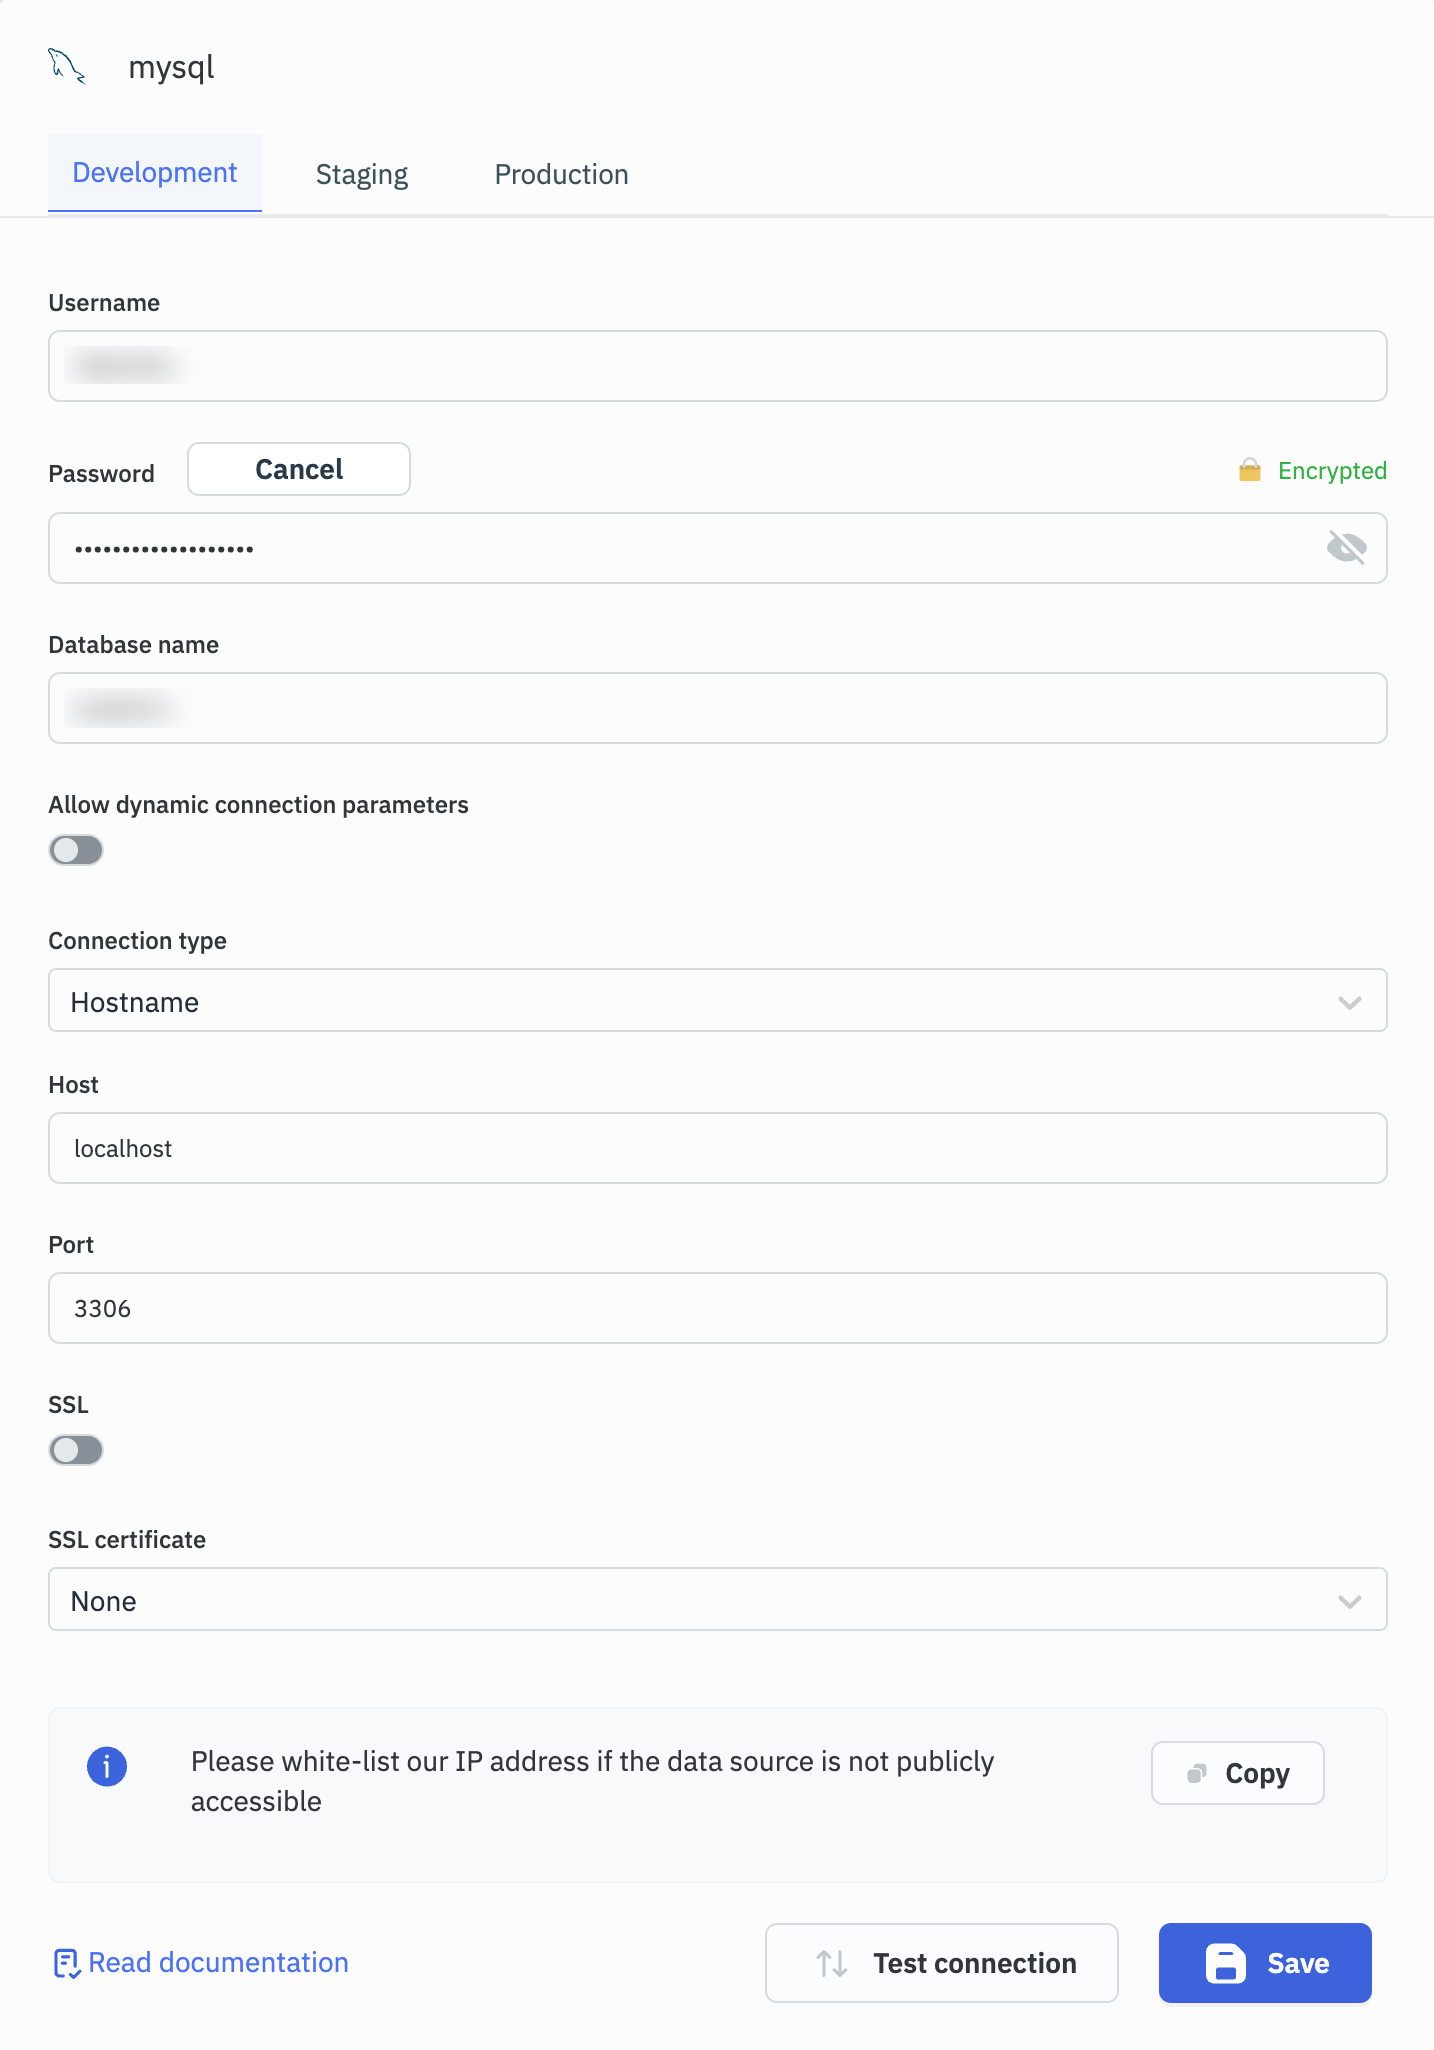 mysql
Development Staging Production
Username
Password Cancel Encrypted
•••••••••••••••••••
Database name
Allow dynamic connection parameters
Connection type
Hostname
Host
localhost
Port
3306
SSL
SSL certificate
None
Please white-list our IP address if the data source is not publicly
accessible
Copy
Read documentation Test connection Save